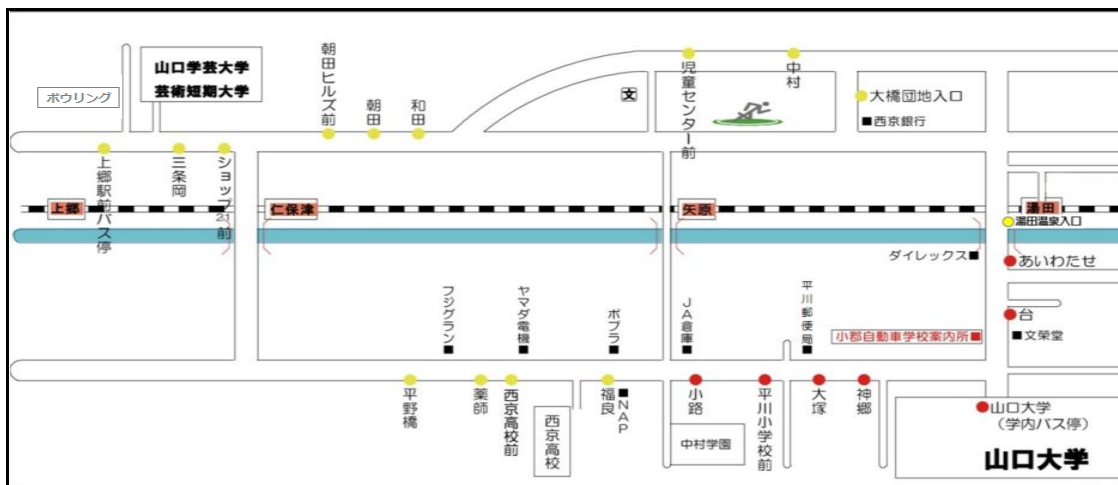 山口学芸大学
芸術短期大学
ボウリング
朝田ヒルズ前
朝田
和田
文
児童センター前
中村
大橋団地入口
■西京銀行
上郷駅前バス停
三条岡
ショップ21前
上郷
仁保津
矢原
湯田
湯田温泉入口
ダイレックス■
あいわたせ
フジグラン■
ヤマダ電機■
ポプラ■
JA倉庫■
平川郵便局■
小郡自動車学校案内所■
台
■文榮堂
平野橋
薬師
西京高校前
西京高校
福良
■NAP
小路
中村学園
平川小学校前
大塚
神郷
山口大学
(学内バス停)
山口大学